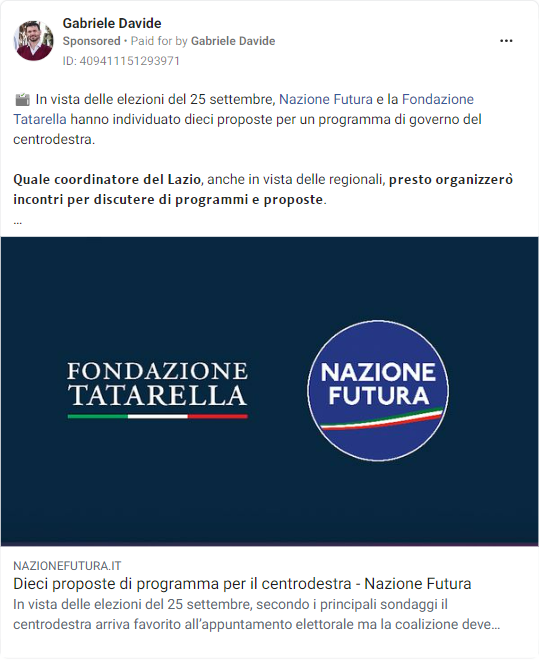 Gabriele Davide
Sponsored • Paid for by Gabriele Davide
ID: 409411151293971
In vista delle elezioni del 25 settembre, Nazione Futura e la Fondazione
Tatarella hanno individuato dieci proposte per un programma di governo del
centrodestra.
Quale coordinatore del Lazio, anche in vista delle regionali, presto organizzerò
incontri per discutere di programmi e proposte.
...
FONDAZIONE
TATARELLA
NAZIONE
FUTURA
NAZIONEFUTURA.IT
Dieci proposte di programma per il centrodestra - Nazione Futura
In vista delle elezioni del 25 settembre, secondo i principali sondaggi il
centrodestra arriva favorito all’appuntamento elettorale ma la coalizione deve...